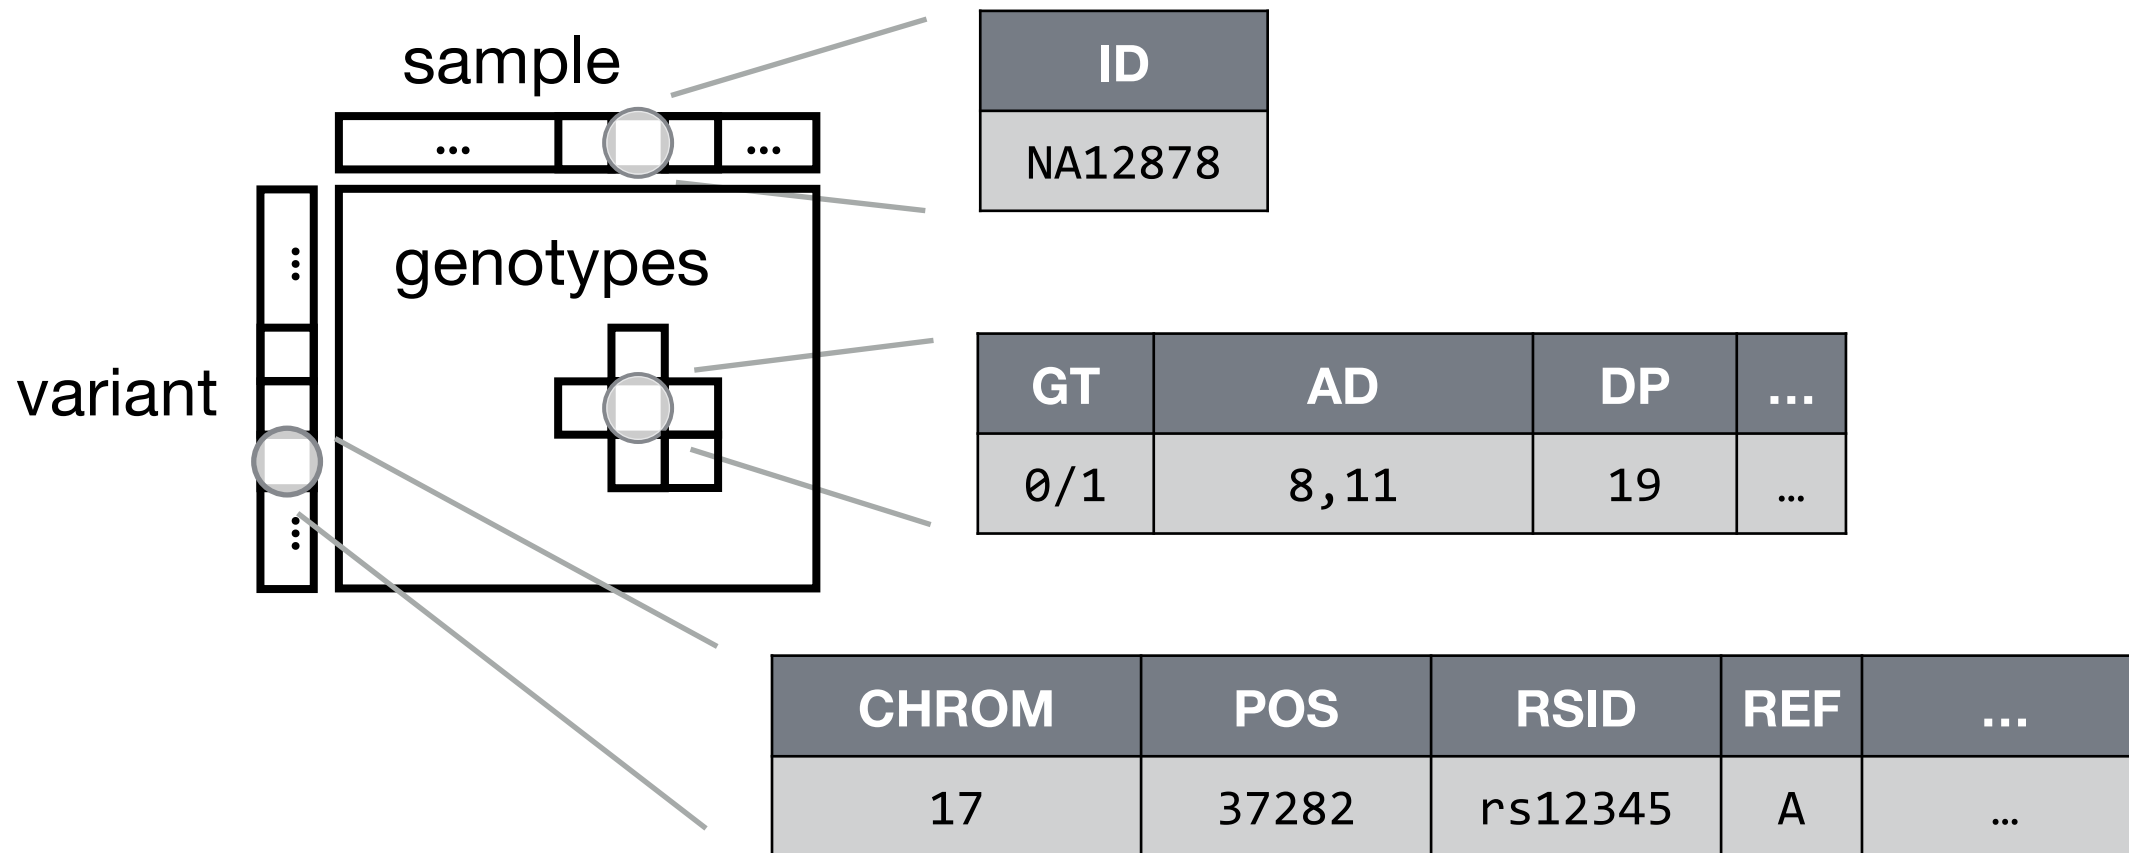 sample
... ...
ID
NA12878
...
genotypes
variant
GT AD DP ...
0/1 8,11 19 ...
...
CHROM POS RSID REF ...
17 37282 rs12345 A ...